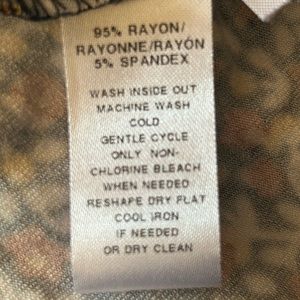 95% RAYON/
RAYONNE/RAYÓN
5% SPANDEX
WASH INSIDE OUT
MACHINE WASH
COLD
GENTLE CYCLE
ONLY NON-
CHLORINE BLEACH
WHEN NEEDED
RESHAPE DRY FLAT
COOL IRON
IF NEEDED
OR DRY CLEAN